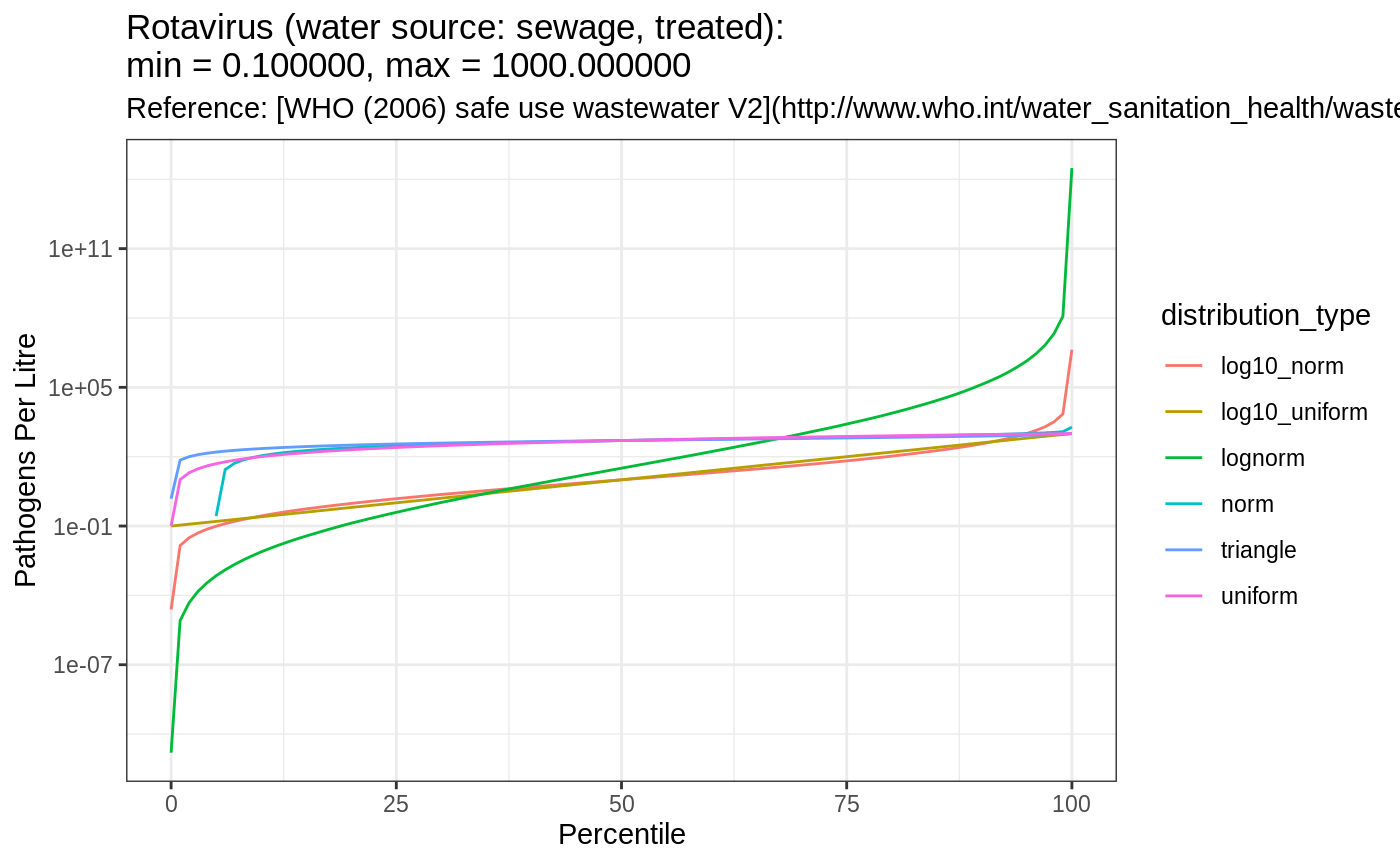 Rotavirus (water source: sewage, treated):
min = 0.100000, max = 1000.000000
Reference: [WHO (2006) safe use wastewater V2](http://www.who.int/water_sanitation_health/waste
Pathogens Per Litre
1e+11
1e+05
1e-01
1e-07
0 25 50 75 100
Percentile
distribution_type
log10_norm
log10_uniform
lognorm
norm
triangle
uniform